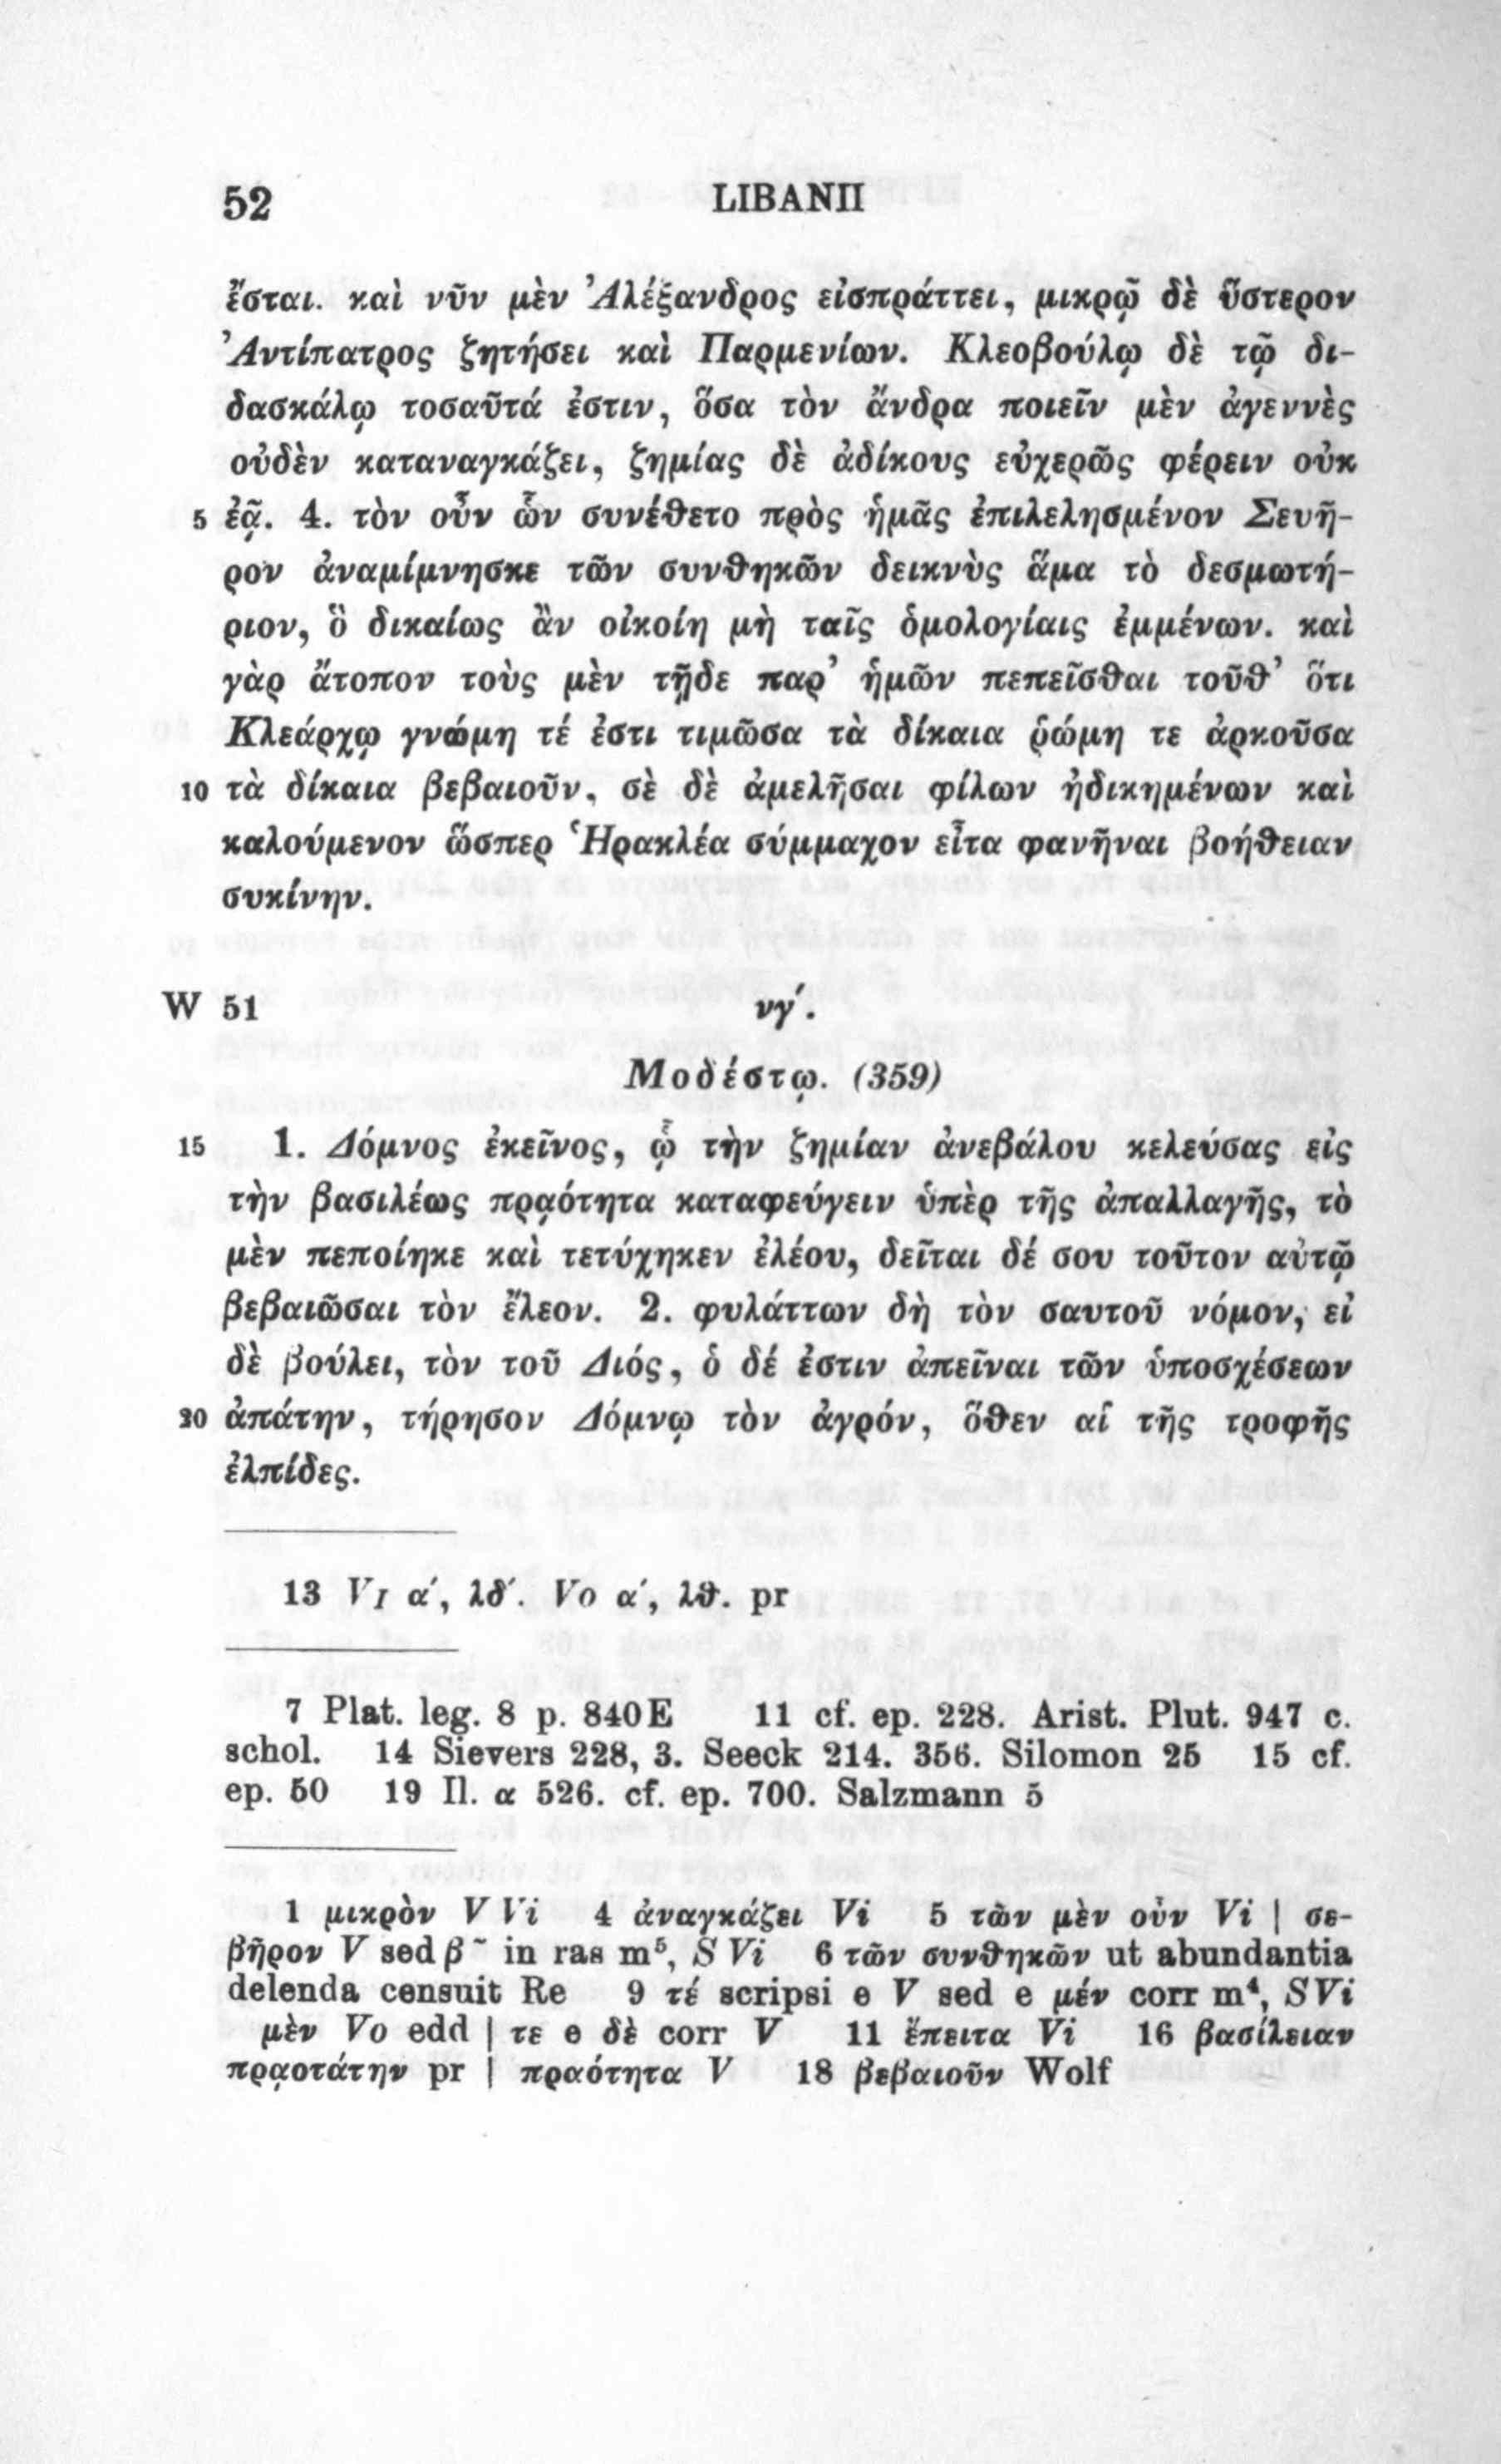 52 LIBANII
ἔσται. καὶ νῦν μὲν Ἀλέξανδρος εἰσπράττει, μικρῷ δὲ ὕστερον
Ἀντίπατρος ζητήσει καὶ Παρμενίων. Κλεοβούλῳ δὲ τῷ δι-
δασκάλῳ τοσαῦτά ἐστιν, ὅσα τὸν ἄνδρα ποιεῖν μὲν ἀγεννὲς
οὐδὲν καταναγκάζει, ζημίας δὲ ἀδίκους εὐχερῶς φέρειν οὐκ
5 ἐᾷ. 4. τὸν οὖν ὧν συνέθετο πρὸς ἡμᾶς ἐπιλελησμένον Σευῆ-
ρον ἀναμίμνησκε τῶν συνθηκῶν δεικνὺς ἅμα τὸ δεσμωτή-
ριον, ὃ δικαίως ἂν οἰκοίη μὴ ταῖς ὁμολογίαις ἐμμένων. καὶ
γὰρ ἄτοπον τοὺς μὲν τῇδε παρ᾽ ἡμῶν πεπεῖσθαι τοῦθ᾽ ὅτι
Κλεάρχῳ γνώμη τέ ἐστι τιμῶσα τὰ δίκαια ῥώμη τε ἀρκοῦσα
10 τὰ δίκαια βεβαιοῦν, σὲ δὲ ἀμελῆσαι φίλων ἠδικημένων καὶ
καλούμενον ὥσπερ Ἡρακλέα σύμμαχον εἶτα φανῆναι βοήθειαν
συκίνην.
W 51 νγ΄.
Μοδέστῳ. (359)
15 1. Δόμνος ἐκεῖνος, ᾧ τὴν ζημίαν ἀνεβάλου κελεύσας εἰς
τὴν βασιλέως πρᾳότητα καταφεύγειν ὑπὲρ τῆς ἀπαλλαγῆς, τὸ
μὲν πεποίηκε καὶ τετύχηκεν ἐλέου, δεῖται δέ σου τοῦτον αὐτῷ
βεβαιῶσαι τὸν ἔλεον. 2. φυλάττων δὴ τὸν σαυτοῦ νόμον, εἰ
δὲ βούλει, τὸν τοῦ Διός, ὁ δέ ἐστιν ἀπεῖναι τῶν ὑποσχέσεων
20 ἀπάτην, τήρησον Δόμνῳ τὸν ἀγρόν, ὅθεν αἱ τῆς τροφῆς
ἐλπίδες.
13 VI α΄, λδ΄. Vo α΄, λθ. pr
7 Plat. leg. 8 p. 840E 11 cf. ep. 228. Arist. Plut. 947 c.
schol. 14 Sievers 228, 3. Seeck 214. 356. Silomon 25 15 cf.
ep. 50 19 Il. α 526. cf. ep. 700. Salzmann 5
1 μικρὸν V Vi 4 ἀναγκάζει Vi 5 τῶν μὲν οὖν Vi | σε-
βῆρον V sed β ῀ in ras m⁵, S Vi 6 τῶν συνθηκῶν ut abundantia
delenda censuit Re 9 τέ scripsi e V sed e μέν corr m⁴, S Vi
μὲν Vo edd | τε e δὲ corr V 11 ἔπειτα Vi 16 βασίλειαν
πρᾳοτάτην pr | πραότητα V 18 βεβαιοῦν Wolf